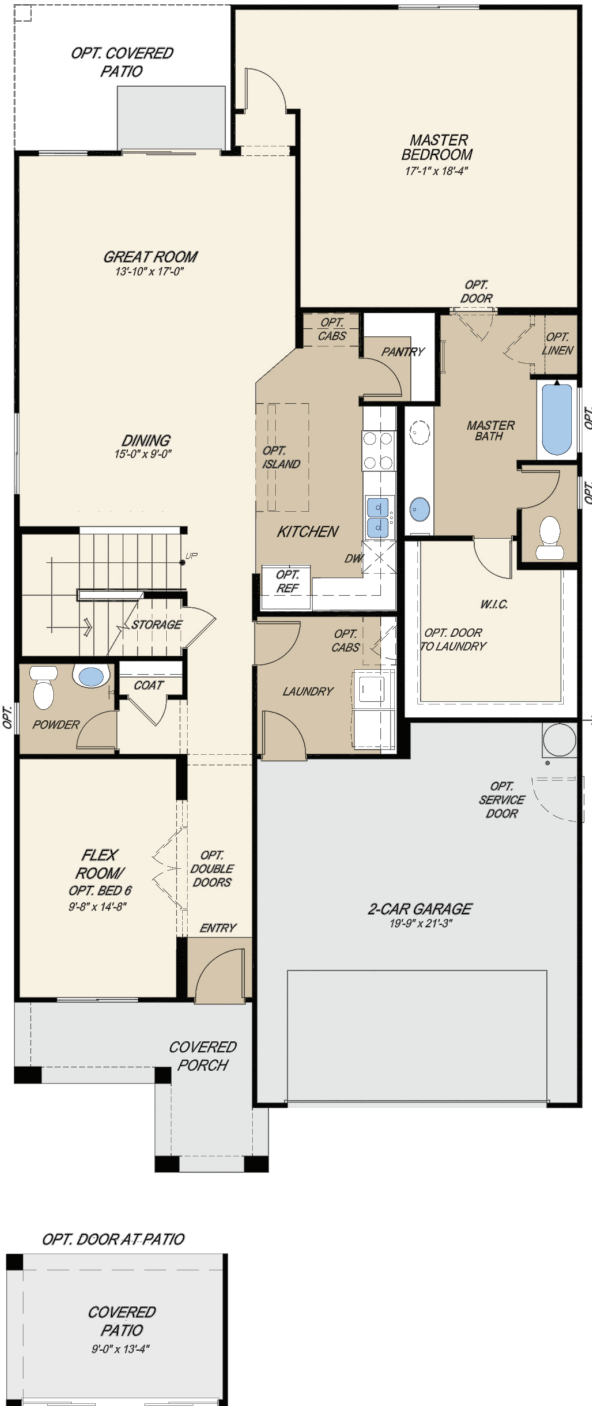 OPT. COVERED
PATIO
MASTER
BEDROOM
17'-1" x 18'-4"
GREAT ROOM
13'-10" x 17'-0"
OPT.
DOOR
OPT.
CABS
PANTRY
OPT.
LINEN
OPT.
DINING
15'-0" x 9'-0"
OPT.
ISLAND
MASTER
BATH
OPT.
KITCHEN
UP
DW
OPT.
REF
STORAGE
W.I.C.
OPT. DOOR
TO LAUNDRY
OPT.
CABS
COAT
LAUNDRY
OPT.
POWDER
OPT.
SERVICE
DOOR
FLEX
ROOM/
OPT. BED 6
9'-8" x 14'-8"
OPT.
DOUBLE
DOORS
ENTRY
2-CAR GARAGE
19'-9" x 21'-3"
COVERED
PORCH
OPT. DOOR AT PATIO
COVERED
PATIO
9'-0" x 13'-4"